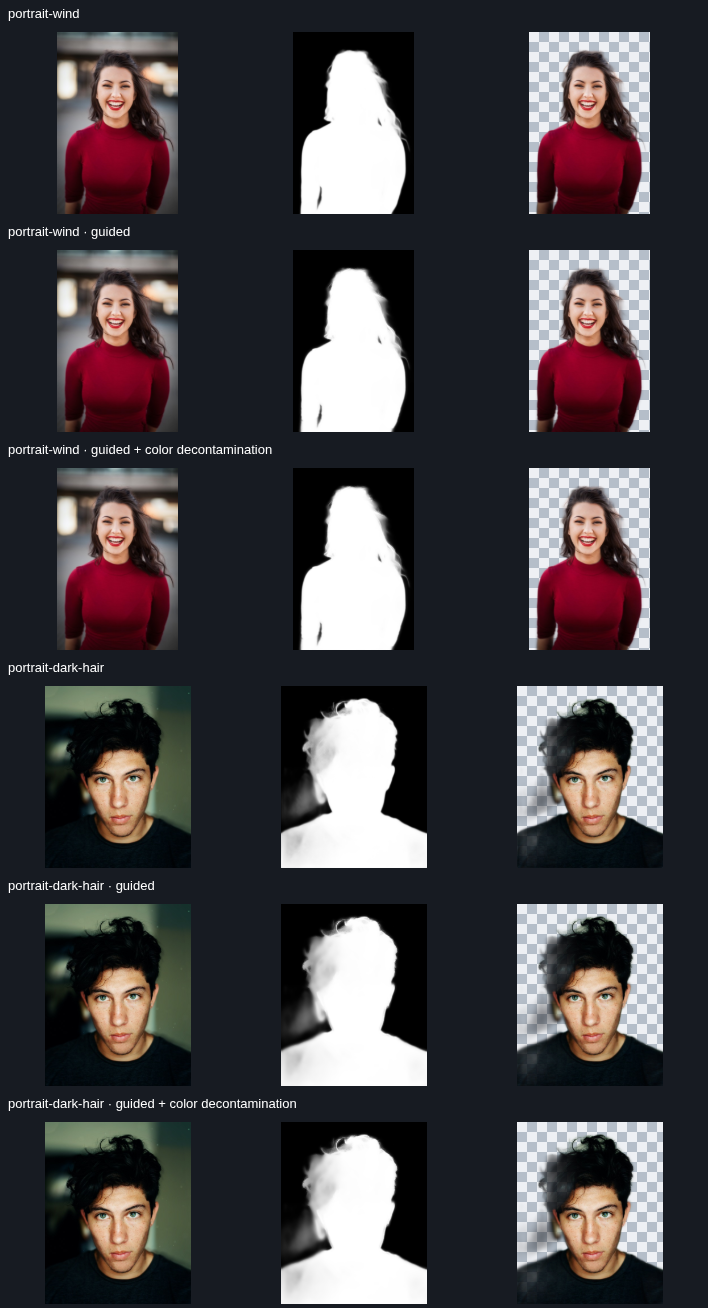 portrait-wind
portrait-wind · guided
portrait-wind · guided + color decontamination
portrait-dark-hair
portrait-dark-hair · guided
portrait-dark-hair · guided + color decontamination